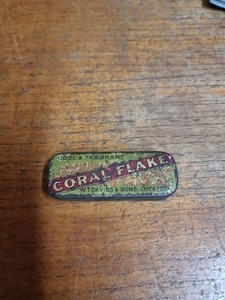 COOL & FRAGRANT
CORAL FLAKE
W.T. DAVIES & SONS, CHESTER